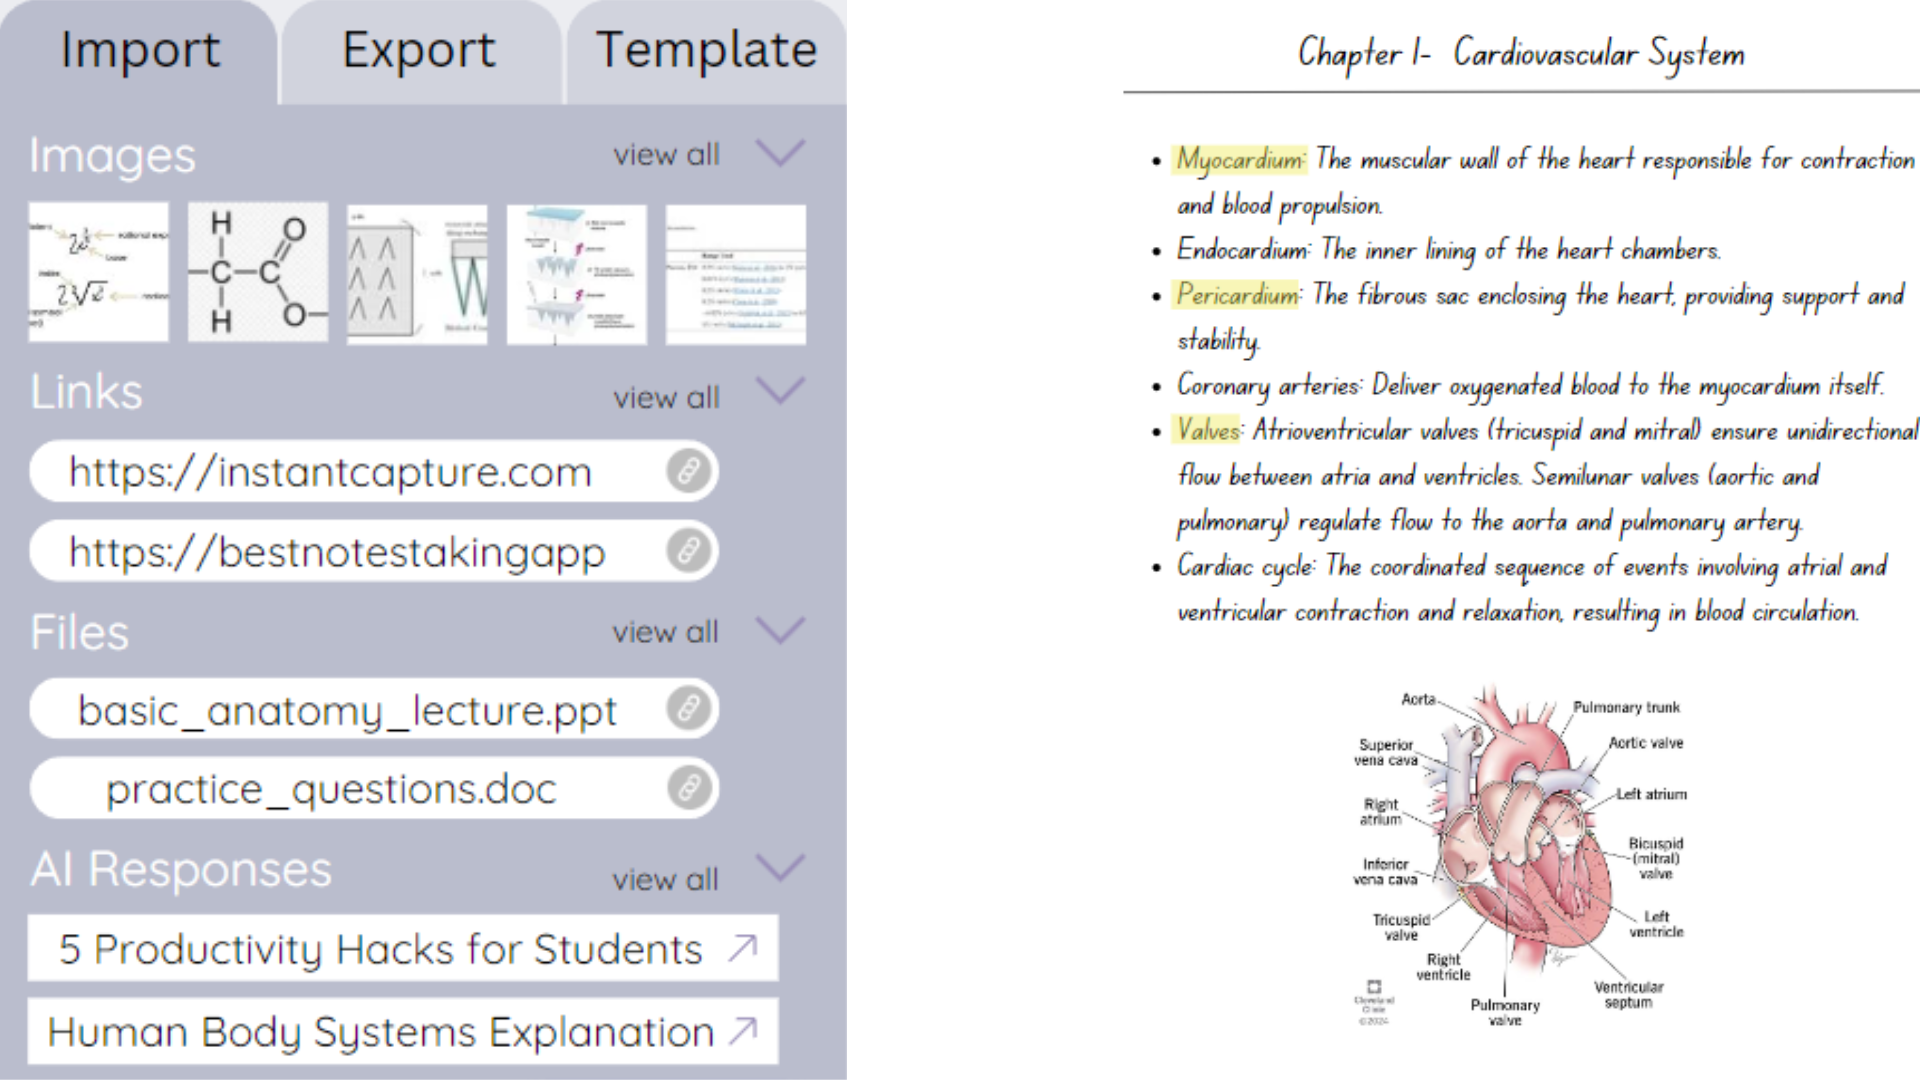 Import
Export
Template
Images
view all
H
O
C
C
H
O
Links
view all
https://instantcapture.com
https://bestnotestakingapp
Files
view all
basic_anatomy_lecture.ppt
practice_questions.doc
AI Responses
view all
5 Productivity Hacks for Students
Human Body Systems Explanation
Chapter 1- Cardiovascular System
• Myocardium: The muscular wall of the heart responsible for contraction
and blood propulsion.
• Endocardium: The inner lining of the heart chambers.
• Pericardium: The fibrous sac enclosing the heart, providing support and
stability.
• Coronary arteries: Deliver oxygenated blood to the myocardium itself.
• Valves: Atrioventricular valves (tricuspid and mitral) ensure unidirectional
flow between atria and ventricles. Semilunar valves (aortic and
pulmonary) regulate flow to the aorta and pulmonary artery.
• Cardiac cycle: The coordinated sequence of events involving atrial and
ventricular contraction and relaxation, resulting in blood circulation.
Aorta
Pulmonary trunk
Superior
vena cava
Aortic valve
Left atrium
Right
atrium
Bicuspid
(mitral)
valve
Inferior
vena cava
Tricuspid
valve
Left
ventricle
Right
ventricle
Ventricular
septum
Pulmonary
valve
Cleveland
Clinic
©2024